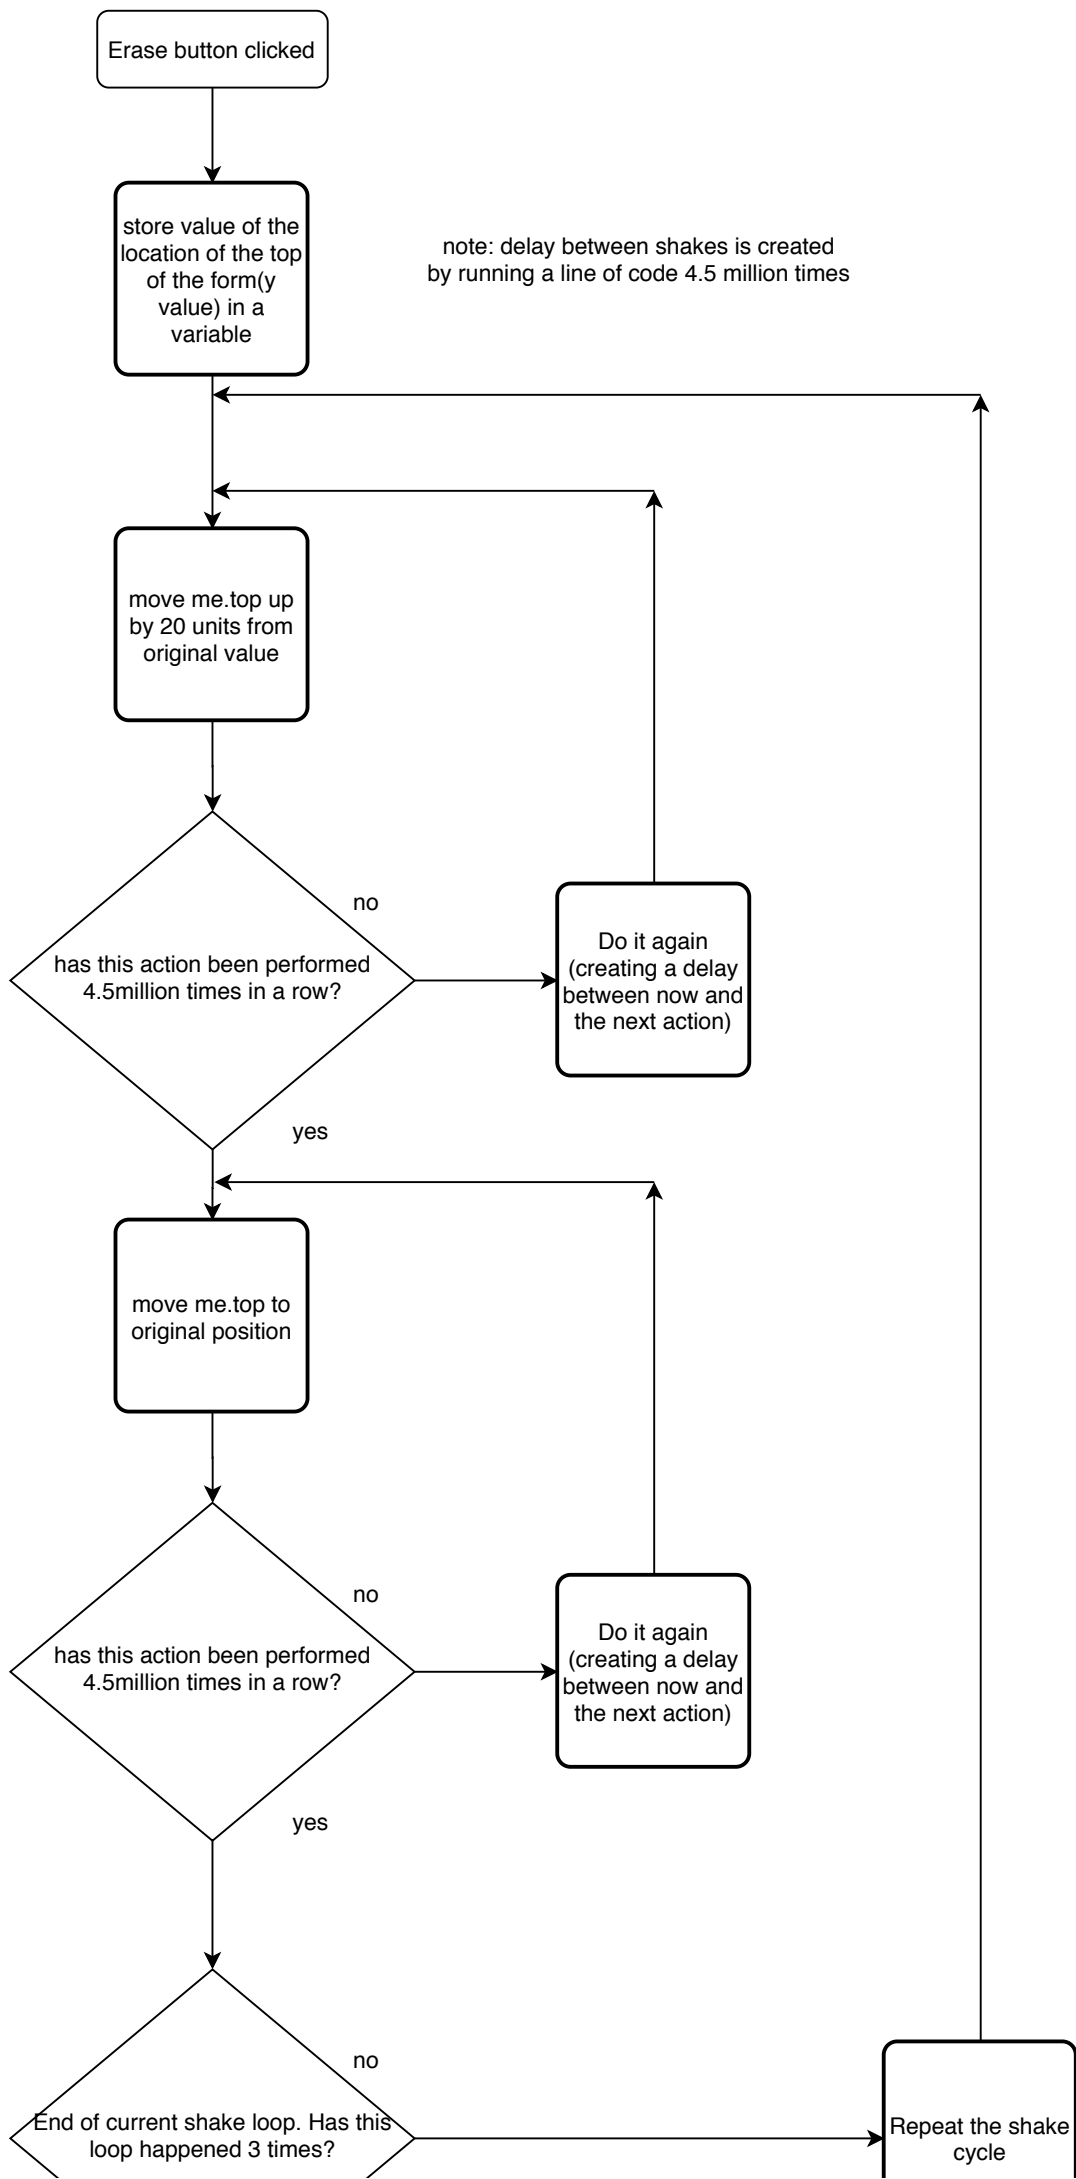 Erase button clicked
store value of the
location of the top
of the form(y
value) in a
variable
note: delay between shakes is created
by running a line of code 4.5 million times
move me.top up
by 20 units from
original value
no
has this action been performed
4.5million times in a row?
Do it again
(creating a delay
between now and
the next action)
yes
move me.top to
original position
no
has this action been performed
4.5million times in a row?
Do it again
(creating a delay
between now and
the next action)
yes
no
End of current shake loop. Has this
loop happened 3 times?
Repeat the shake
cycle